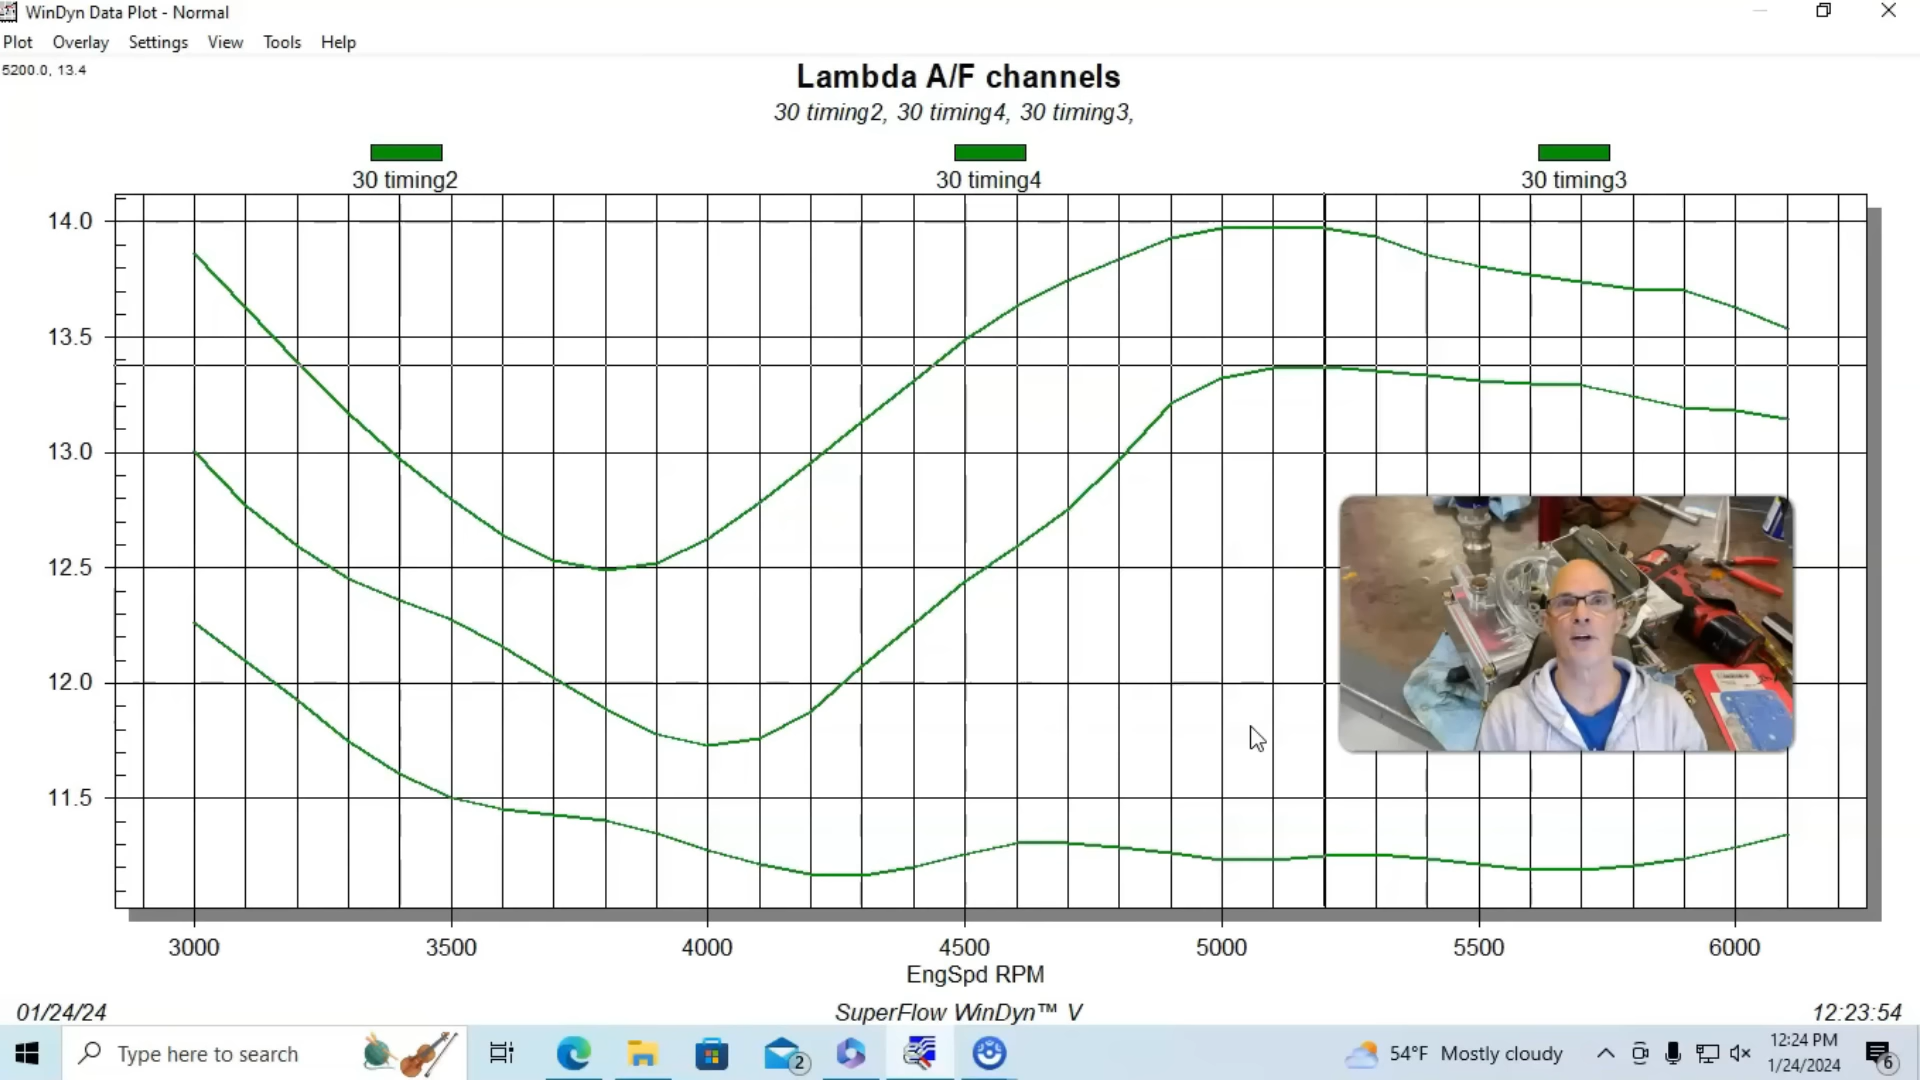 WinDyn Data Plot - Normal
Plot Overlay Settings View Tools Help
5200.0, 13.4
Lambda A/F channels
30 timing2, 30 timing4, 30 timing3,
30 timing2 30 timing4 30 timing3
14.0
13.5
13.0
12.5
12.0
11.5
3000 3500 4000 4500 5000 5500 6000
EngSpd RPM
01/24/24 SuperFlow WinDyn™ V 12:23:54
Type here to search 2 54°F Mostly cloudy 12:24 PM 6
1/24/2024